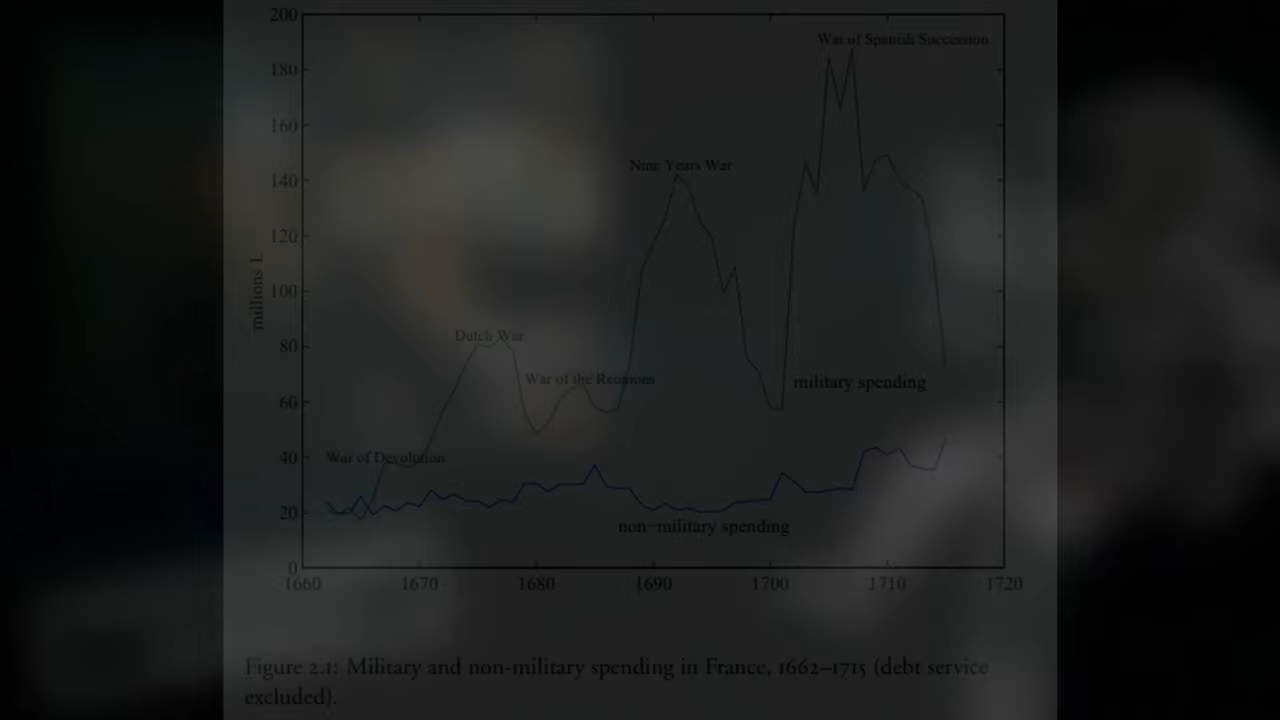 200
180
160
140
120
100
80
60
40
20
0
millions L
1660 1670 1680 1690 1700 1710 1720
War of Spanish Succession
Nine Years War
Dutch War
War of the Reunions
War of Devolution
military spending
non-military spending
Figure 2.1: Military and non-military spending in France, 1662–1715 (debt service
excluded).